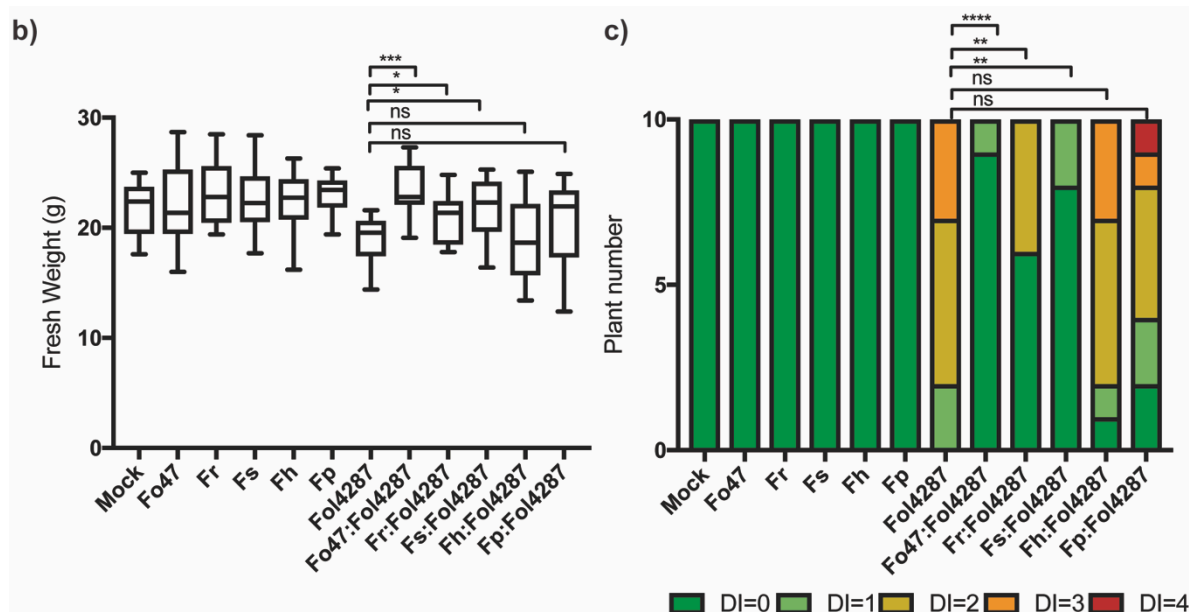 b)
***
*
*
ns
ns
30
20
10
0
Fresh Weight (g)
Mock
Fo47
Fr
Fs
Fh
Fp
Fol4287
Fo47:Fol4287
Fr:Fol4287
Fs:Fol4287
Fh:Fol4287
Fp:Fol4287
c)
****
**
**
ns
ns
10
5
0
Plant number
Mock
Fo47
Fr
Fs
Fh
Fp
Fol4287
Fo47:Fol4287
Fr:Fol4287
Fs:Fol4287
Fh:Fol4287
Fp:Fol4287
DI=0 DI=1 DI=2 DI=3 DI=4